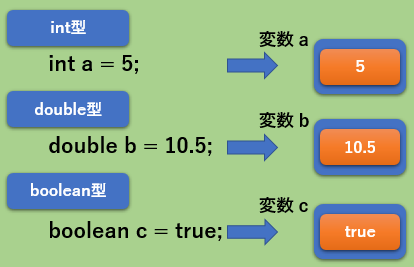 int型
変数 a
int a = 5;
5
double型
変数 b
double b = 10.5;
10.5
boolean型
変数 c
boolean c = true;
true